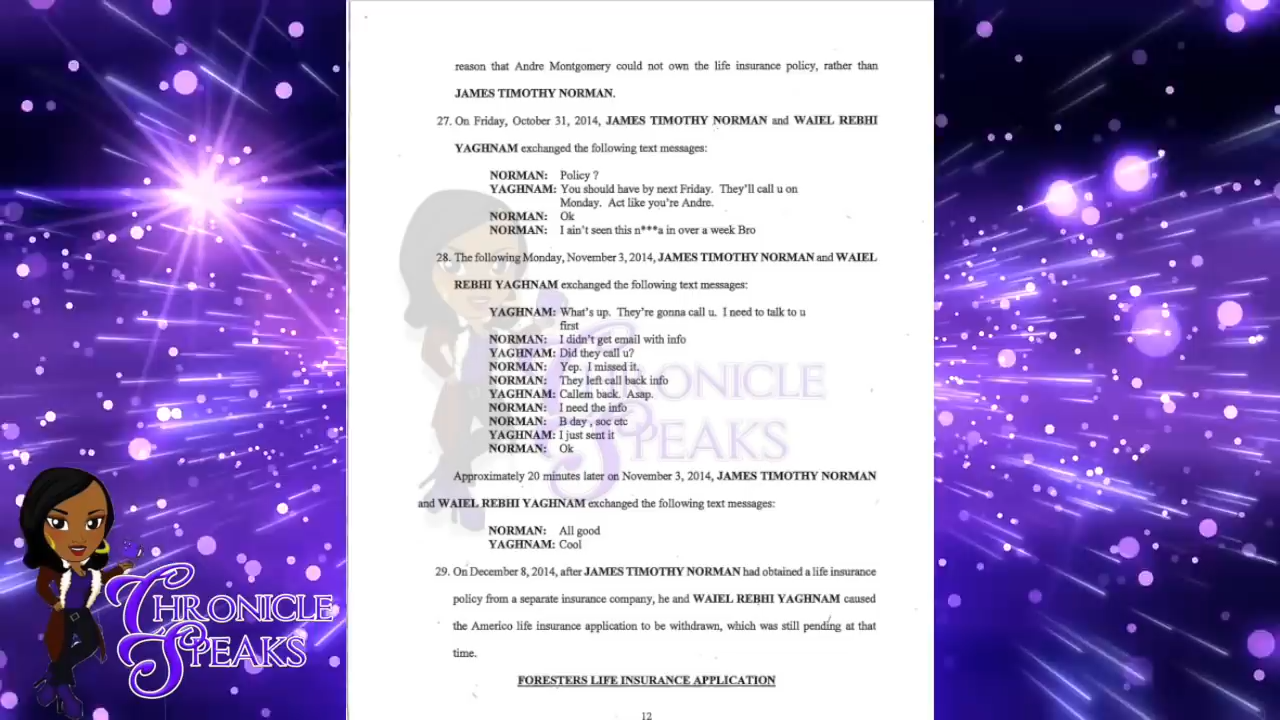 reason that Andre Montgomery could not own the life insurance policy, rather than
JAMES TIMOTHY NORMAN.
27. On Friday, October 31, 2014, JAMES TIMOTHY NORMAN and WAIEL REBHI
YAGHNAM exchanged the following text messages:
NORMAN: Policy ?
YAGHNAM: You should have by next Friday. They'll call u on
Monday. Act like you're Andre.
NORMAN: Ok
NORMAN: I ain't seen this n***a in over a week Bro
28. The following Monday, November 3, 2014, JAMES TIMOTHY NORMAN and WAIEL
REBHI YAGHNAM exchanged the following text messages:
YAGHNAM: What's up. They're gonna call u. I need to talk to u
first
NORMAN: I didn't get email with info
YAGHNAM: Did they call u?
NORMAN: Yep. I missed it.
NORMAN: They left call back info
YAGHNAM: Callem back. Asap.
NORMAN: I need the info
NORMAN: B day , soc etc
YAGHNAM: I just sent it
NORMAN: Ok
Approximately 20 minutes later on November 3, 2014, JAMES TIMOTHY NORMAN
and WAIEL REBHI YAGHNAM exchanged the following text messages:
NORMAN: All good
YAGHNAM: Cool
29. On December 8, 2014, after JAMES TIMOTHY NORMAN had obtained a life insurance
policy from a separate insurance company, he and WAIEL REBHI YAGHNAM caused
the Americo life insurance application to be withdrawn, which was still pending at that
time.
FORESTERS LIFE INSURANCE APPLICATION
12
CHRONICLE
SPEAKS
CHRONICLE
SPEAKS